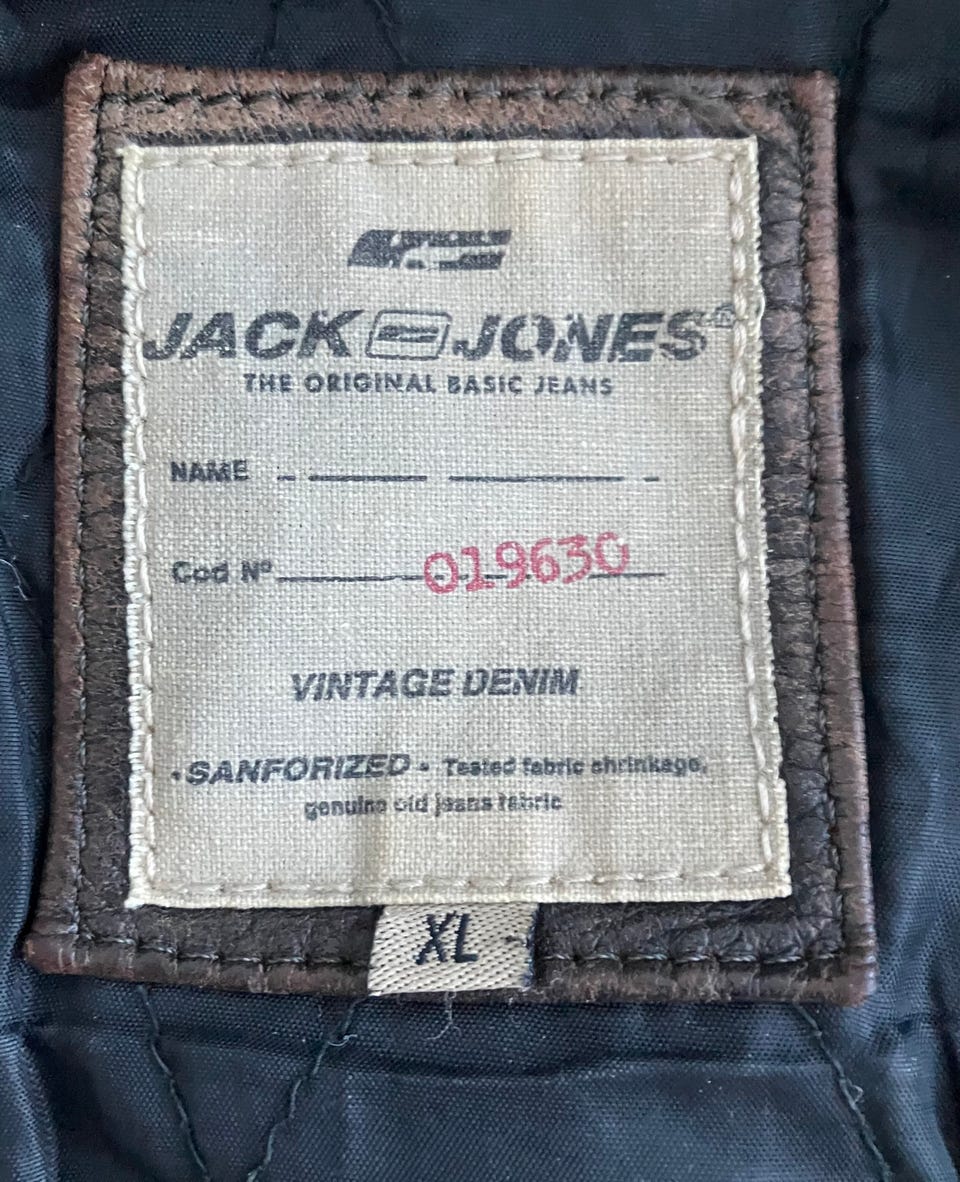 JACK JONES®
THE ORIGINAL BASIC JEANS
NAME
Cod Nº 019630
VINTAGE DENIM
• SANFORIZED • Tested fabric shrinkage,
genuine old jeans fabric
XL